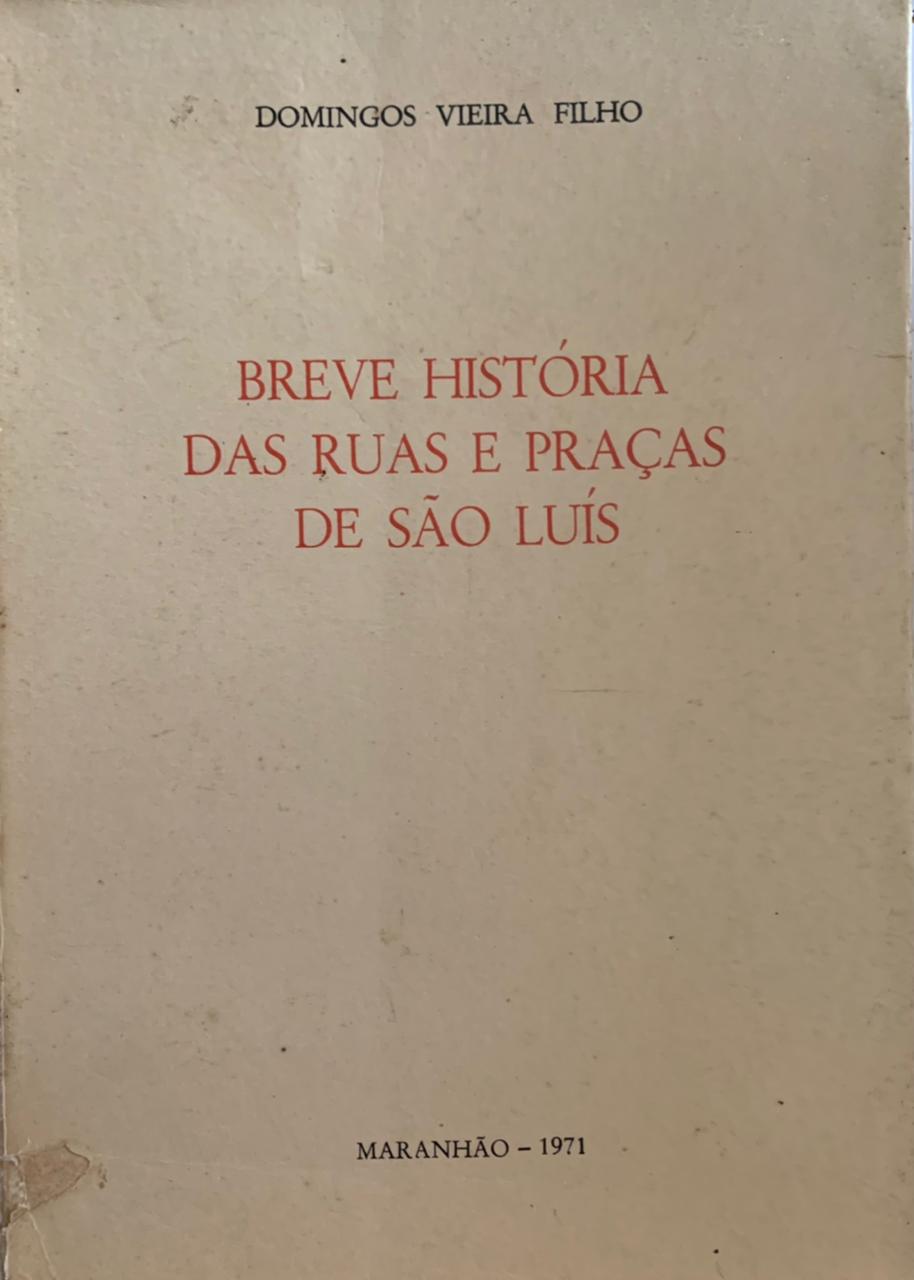 DOMINGOS VIEIRA FILHO
BREVE HISTÓRIA
DAS RUAS E PRAÇAS
DE SÃO LUÍS
MARANHÃO – 1971